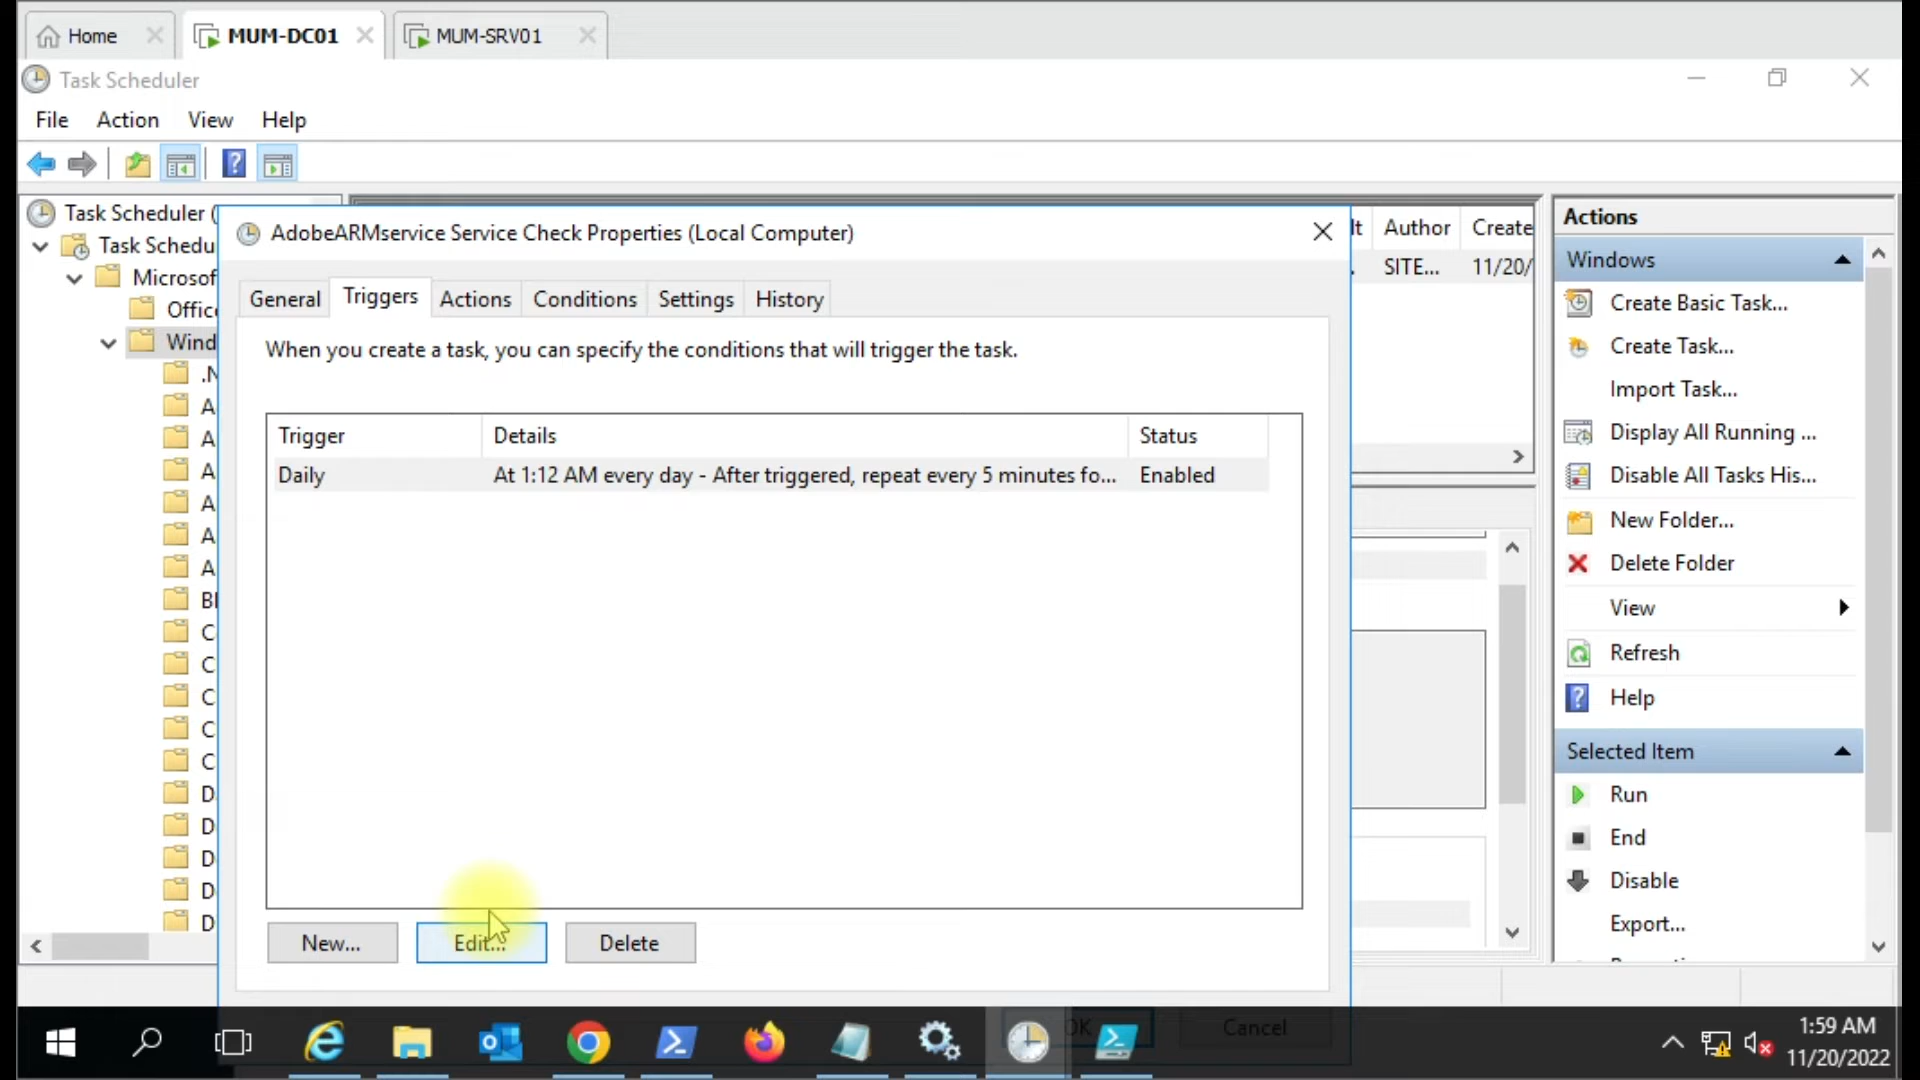 Home
MUM-DC01
MUM-SRV01
Task Scheduler
File Action View Help
Task Scheduler (
Task Schedu
Microsof
Offic
Wind
.N
A
A
A
A
A
A
Bl
C
C
C
C
C
D
D
D
D
D
lt Author Create
SITE... 11/20/
AdobeARMservice Service Check Properties (Local Computer)
General Triggers Actions Conditions Settings History
When you create a task, you can specify the conditions that will trigger the task.
Trigger Details Status
Daily At 1:12 AM every day - After triggered, repeat every 5 minutes fo... Enabled
New... Edit... Delete
OK Cancel
Actions
Windows
Create Basic Task...
Create Task...
Import Task...
Display All Running ...
Disable All Tasks His...
New Folder...
Delete Folder
View
Refresh
Help
Selected Item
Run
End
Disable
Export...
1:59 AM
11/20/2022